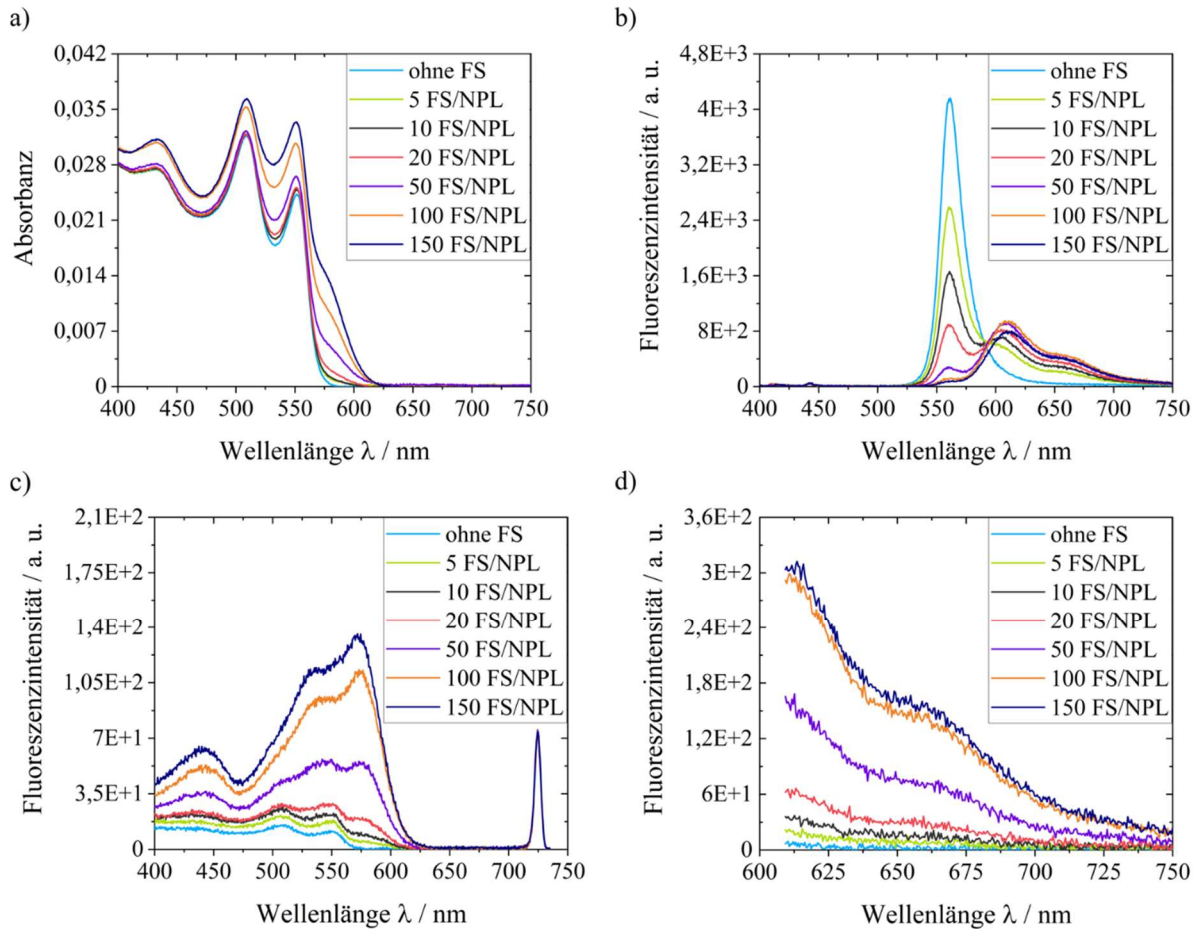 a)
0,042
0,035
0,028
0,021
0,014
0,007
0
Absorbanz
400 450 500 550 600 650 700 750
Wellenlänge λ / nm
ohne FS
5 FS/NPL
10 FS/NPL
20 FS/NPL
50 FS/NPL
100 FS/NPL
150 FS/NPL
b)
4,8E+3
4E+3
3,2E+3
2,4E+3
1,6E+3
8E+2
0
Fluoreszenzintensität / a. u.
400 450 500 550 600 650 700 750
Wellenlänge λ / nm
ohne FS
5 FS/NPL
10 FS/NPL
20 FS/NPL
50 FS/NPL
100 FS/NPL
150 FS/NPL
c)
2,1E+2
1,75E+2
1,4E+2
1,05E+2
7E+1
3,5E+1
0
Fluoreszenzintensität / a. u.
400 450 500 550 600 650 700 750
Wellenlänge λ / nm
ohne FS
5 FS/NPL
10 FS/NPL
20 FS/NPL
50 FS/NPL
100 FS/NPL
150 FS/NPL
d)
3,6E+2
3E+2
2,4E+2
1,8E+2
1,2E+2
6E+1
0
Fluoreszenzintensität / a. u.
600 625 650 675 700 725 750
Wellenlänge λ / nm
ohne FS
5 FS/NPL
10 FS/NPL
20 FS/NPL
50 FS/NPL
100 FS/NPL
150 FS/NPL